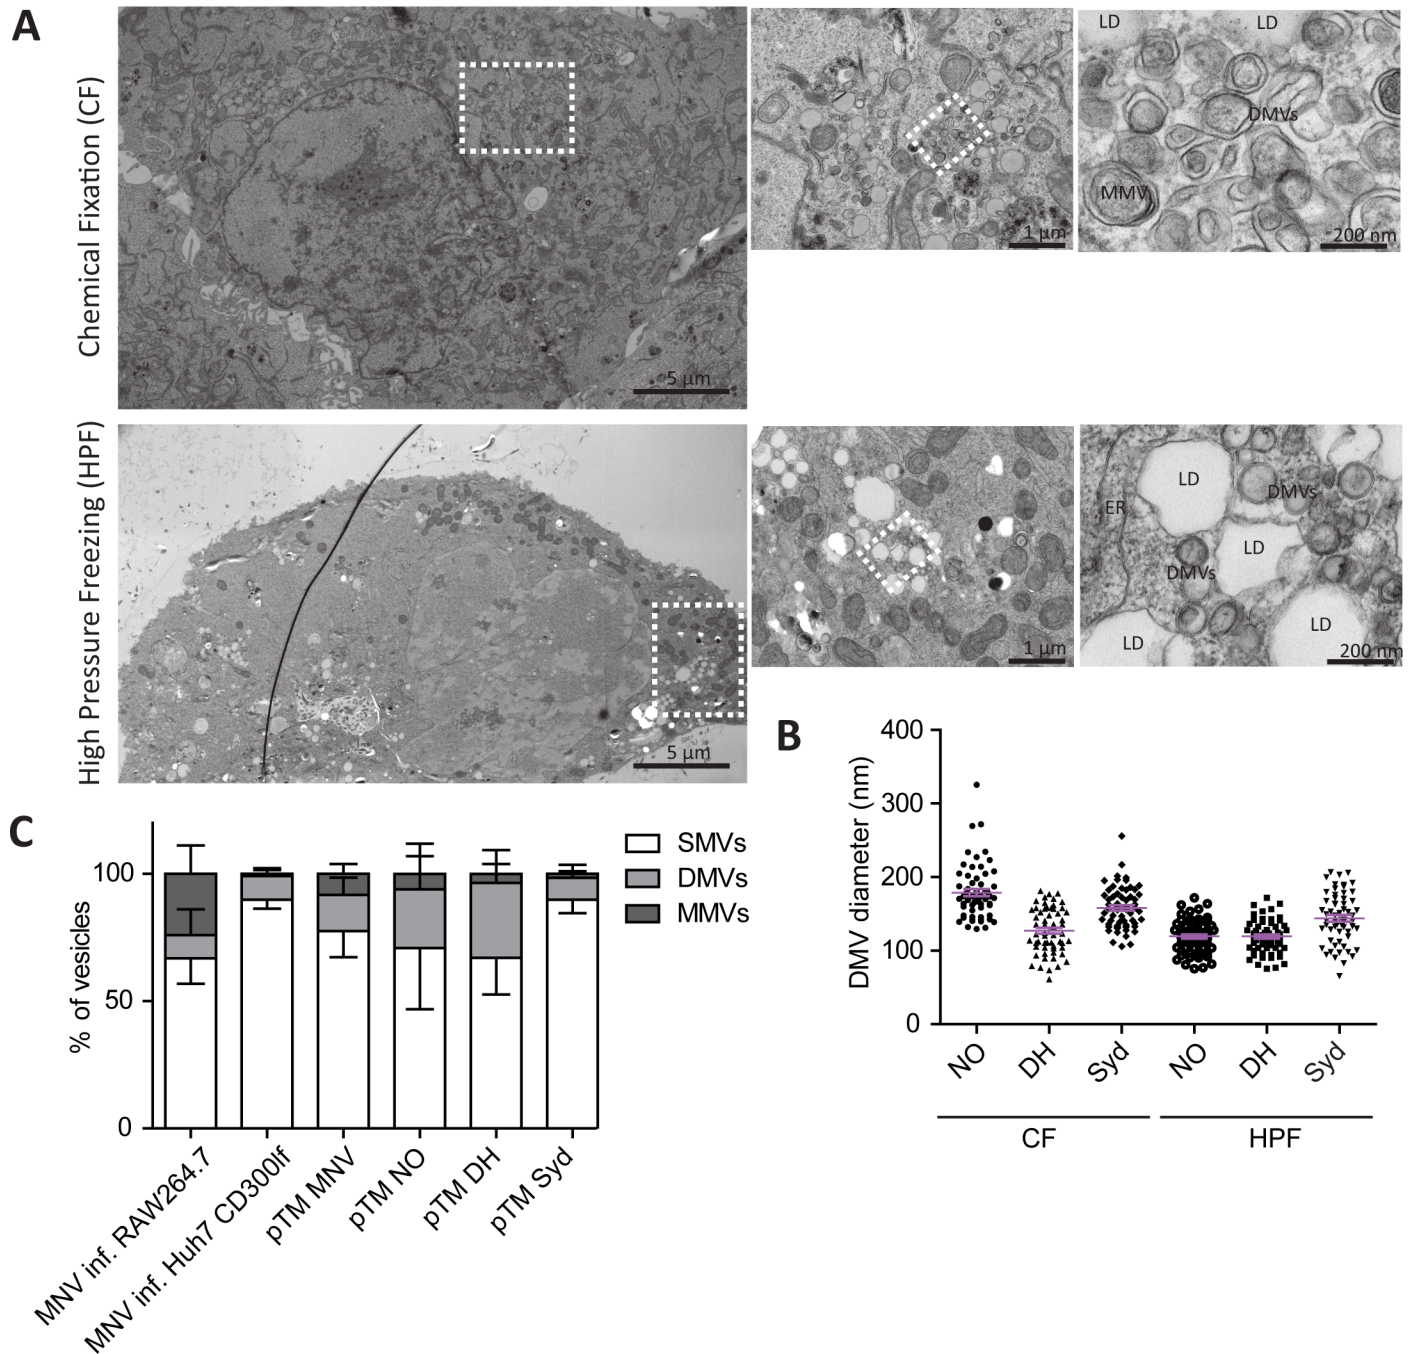 A
Chemical Fixation (CF)
5 µm
1 µm
LD
LD
DMVs
MMV
200 nm
High Pressure Freezing (HPF)
5 µm
1 µm
LD
DMVs
ER
LD
DMVs
LD
LD
200 nm
B
DMV diameter (nm)
400
300
200
100
0
NO
DH
Syd
NO
DH
Syd
CF
HPF
C
% of vesicles
100
50
0
SMVs
DMVs
MMVs
MNV inf. RAW264.7
MNV inf. Huh7 CD300lf
pTM MNV
pTM NO
pTM DH
pTM Syd